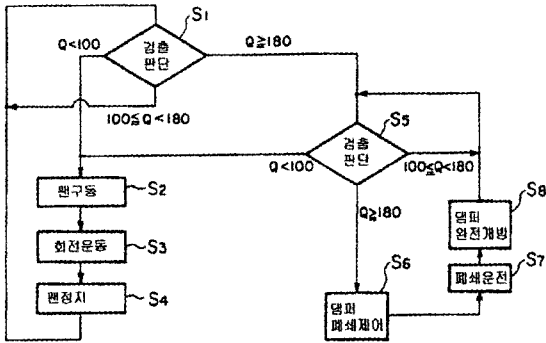 S1
Q<100
검출
판단
Q≧180
100≦Q<180
S5
검출
판단
Q<100
100≦Q<180
Q≧180
팬구동
S2
회전운동
S3
팬정지
S4
S6
댐퍼
폐쇄제어
S8
댐퍼
완전개방
S7
폐쇄운전